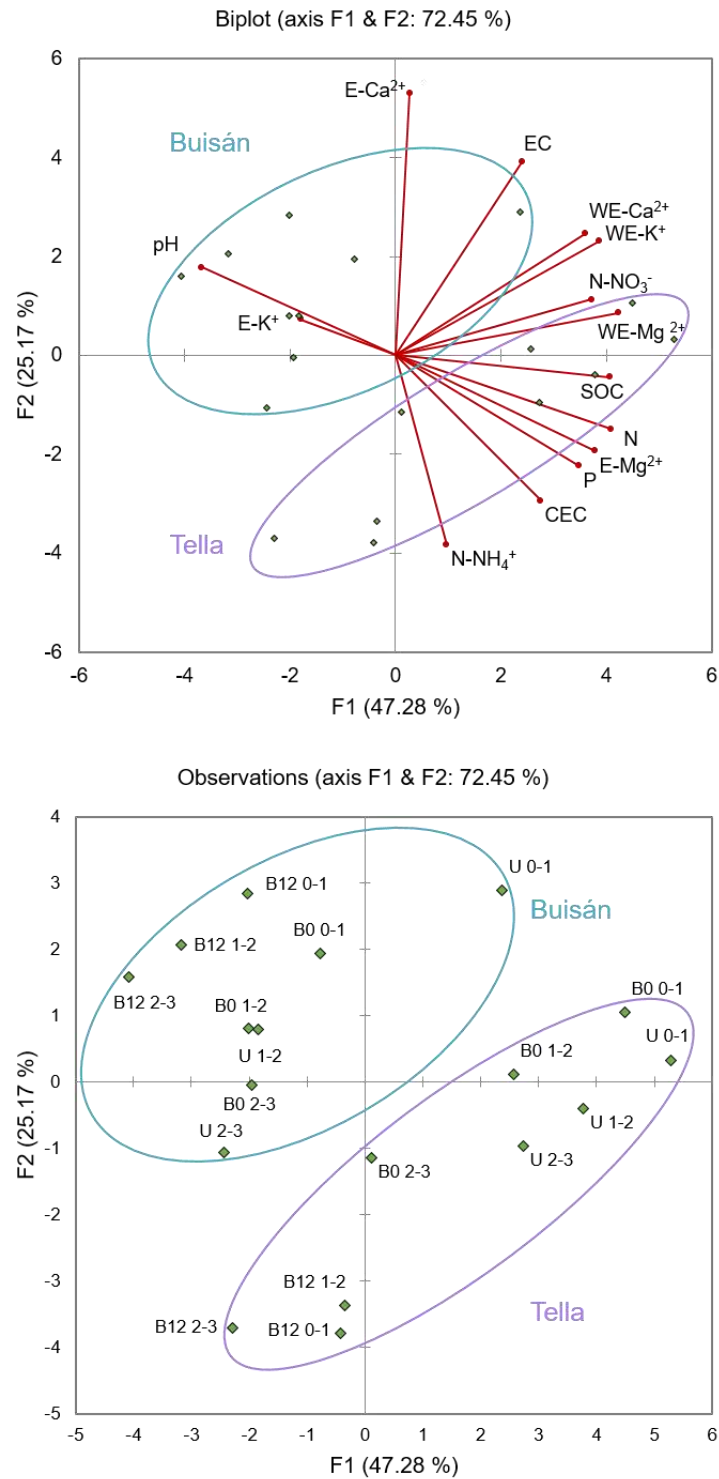 Biplot (axis F1 & F2: 72.45 %)
6
E-Ca²⁺
Buisán
EC
4
WE-Ca²⁺
WE-K⁺
pH
2
N-NO₃⁻
E-K⁺
WE-Mg ²⁺
F2 (25.17 %)
0
SOC
N
E-Mg²⁺
-2
P
CEC
Tella
-4
N-NH₄⁺
-6
-6 -4 -2 0 2 4 6
F1 (47.28 %)
Observations (axis F1 & F2: 72.45 %)
4
3
B12 0-1
U 0-1
Buisán
B0 0-1
2
B12 1-2
B12 2-3
B0 1-2
B0 0-1
1
U 1-2
U 0-1
B0 1-2
F2 (25.17 %)
0
B0 2-3
U 1-2
U 2-3
-1
U 2-3
B0 2-3
-2
-3
B12 1-2
Tella
B12 2-3
B12 0-1
-4
-5
-5 -4 -3 -2 -1 0 1 2 3 4 5 6
F1 (47.28 %)